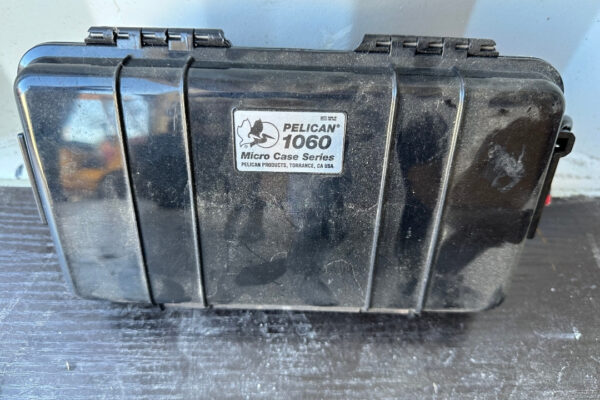 PELICAN®
1060
Micro Case Series
PELICAN PRODUCTS, TORRANCE, CA USA